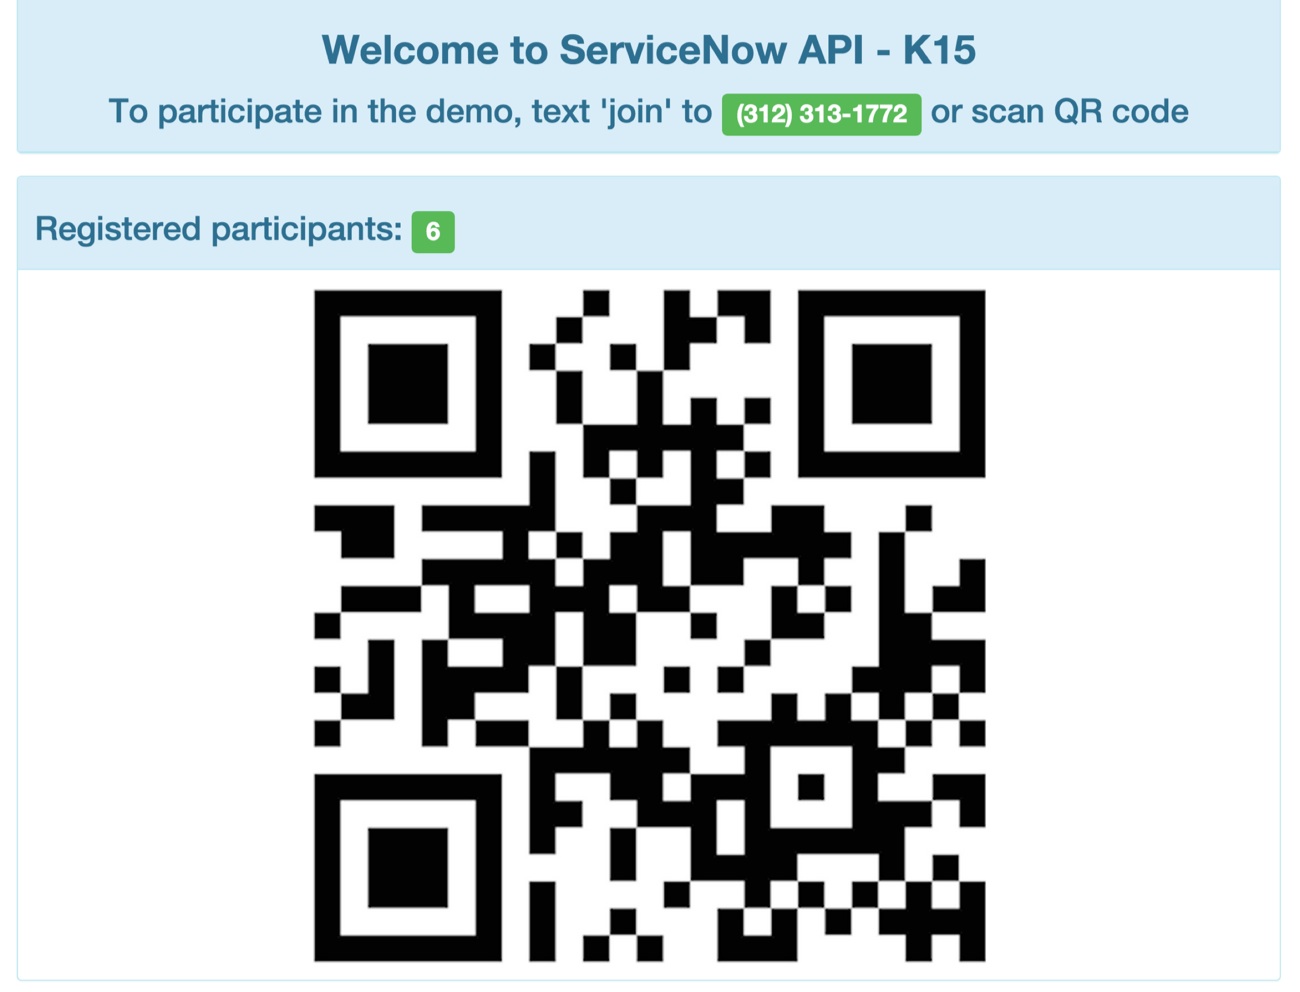 Welcome to ServiceNow API - K15
To participate in the demo, text 'join' to (312) 313-1772 or scan QR code
Registered participants: 6